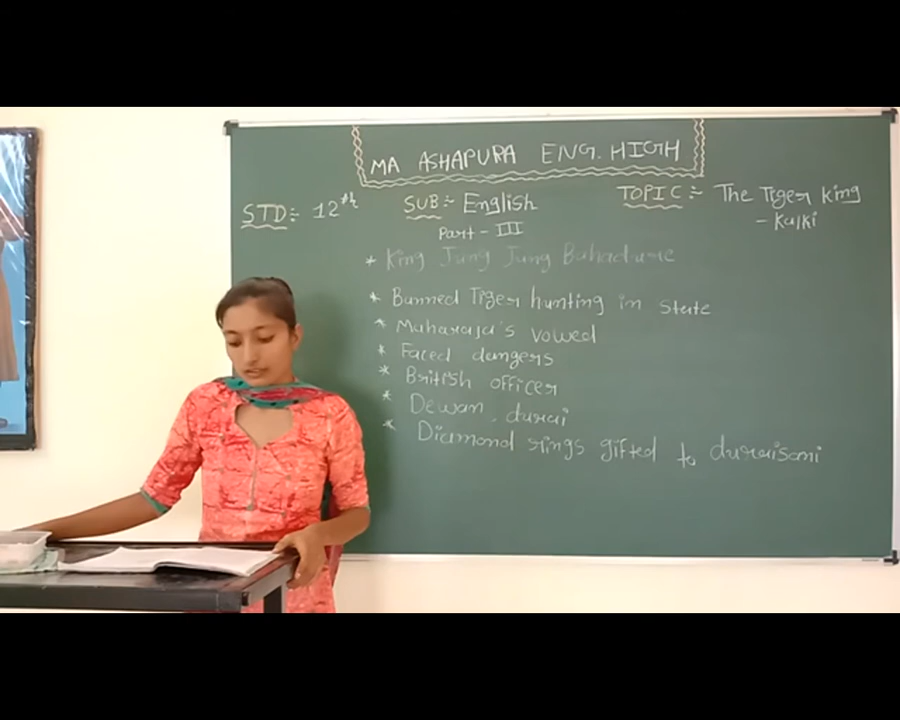 MA ASHAPURA ENG. HIGH
STD:- 12th SUB:- English TOPIC:- The Tiger King
Part - III - Kalki
* King Jung Jung Bahadure
* Banned Tiger hunting in state
* Maharaja's vowed
* Faced dangers
* British officer
* Dewan. durai
* Diamond rings gifted to duraisani